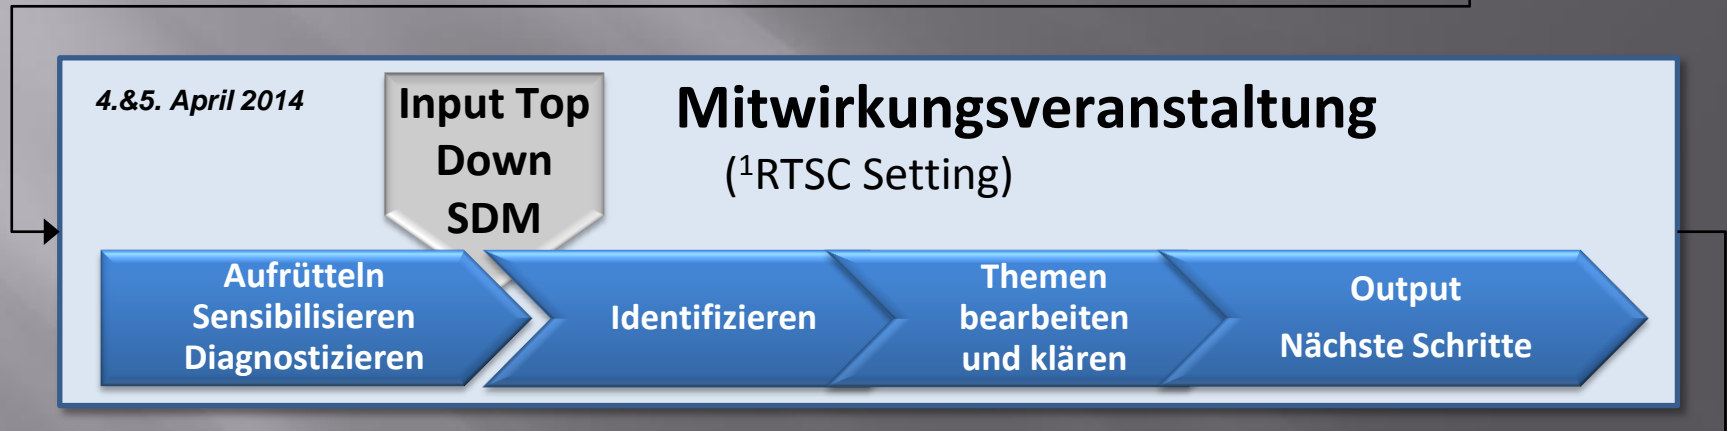 4.&5. April 2014
Input Top
Down
SDM
Mitwirkungsveranstaltung
(¹RTSC Setting)
Aufrütteln
Sensibilisieren
Diagnostizieren
Identifizieren
Themen
bearbeiten
und klären
Output
Nächste Schritte